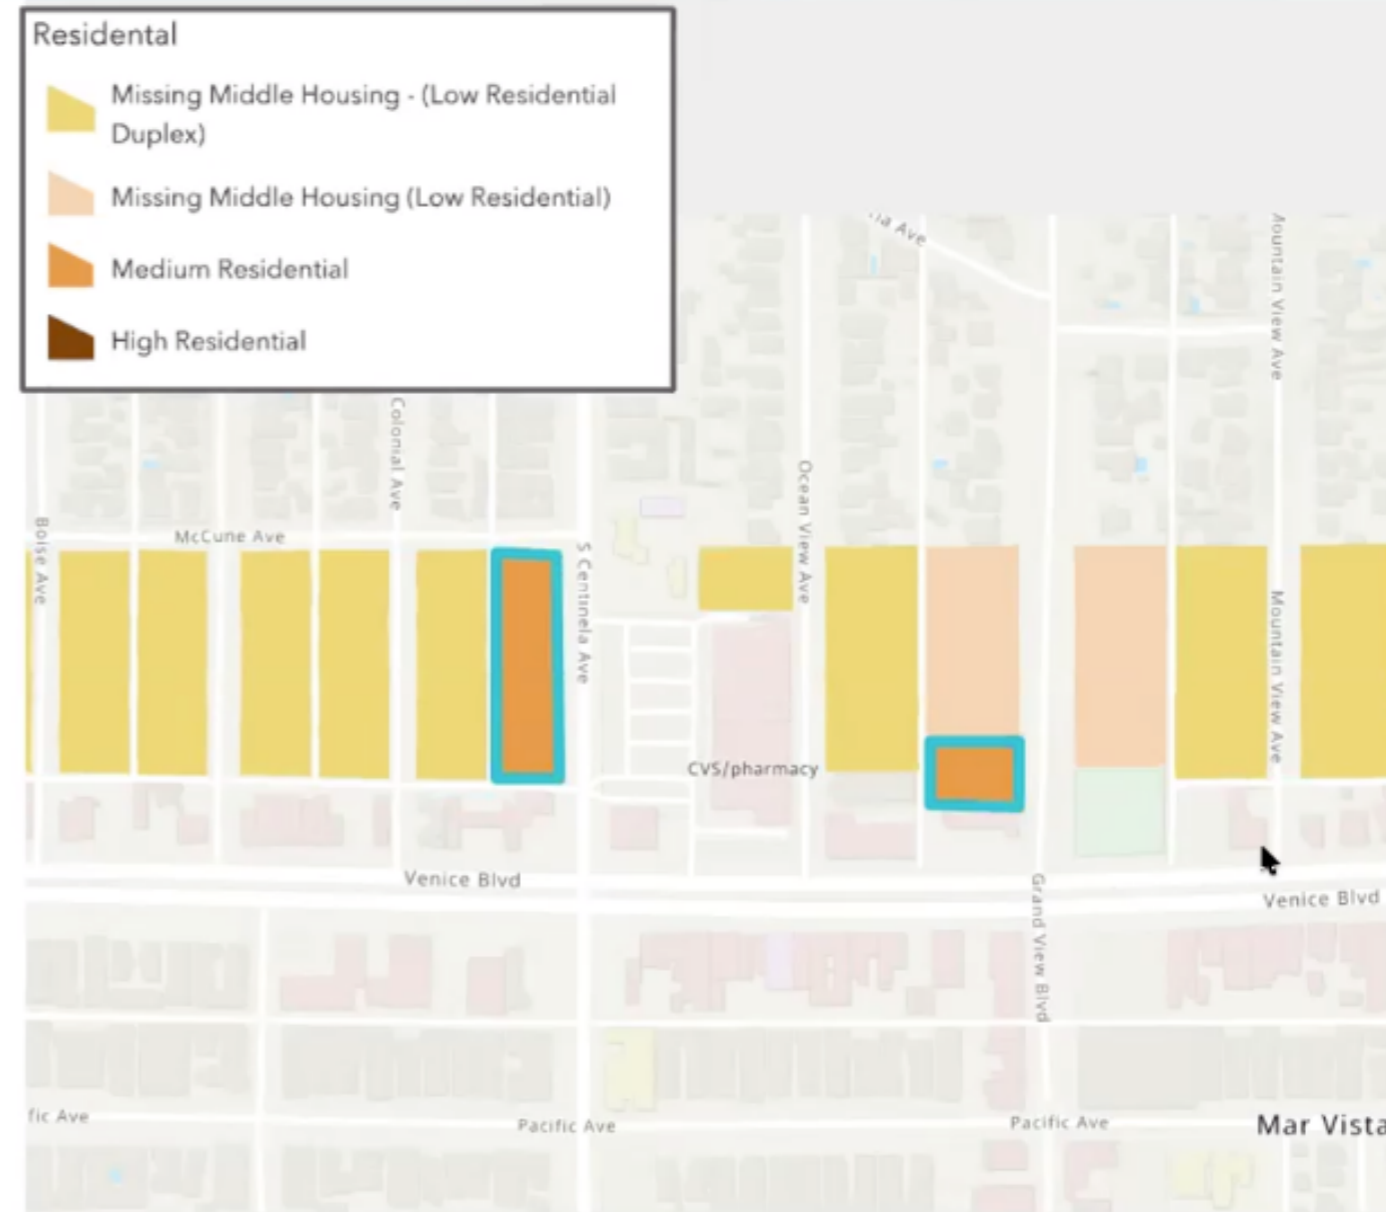 Residental
Missing Middle Housing - (Low Residential
Duplex)
Missing Middle Housing (Low Residential)
Medium Residential
High Residential
Ave
Mountain View Ave
Colonial Ave
Ocean View Ave
Boise Ave
McCune Ave
S Centinela Ave
Mountain View Ave
CVS/pharmacy
Venice Blvd
Grand View Blvd
Venice Blvd
fic Ave
Pacific Ave
Pacific Ave
Mar Vista